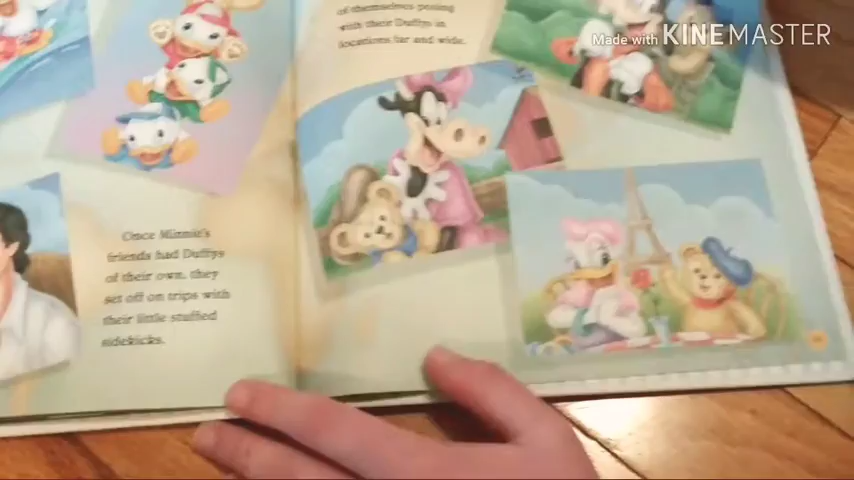 Once Minnie's
friends had Duffys
of their own, they
set off on trips with
their little stuffed
sidekicks.
of themselves posing
with their Duffys in
locations far and wide.
Made with KINEMASTER